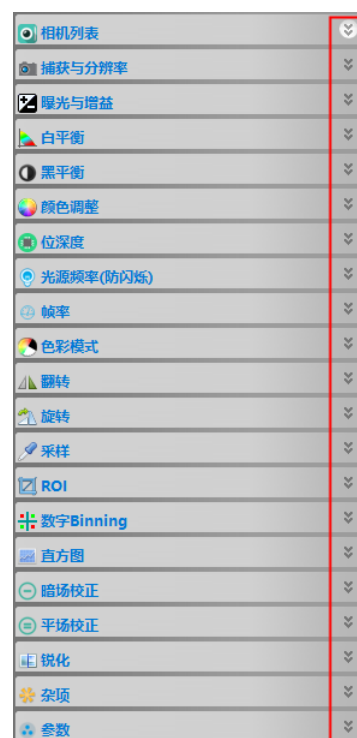 相机列表
捕获与分辨率
曝光与增益
白平衡
黑平衡
颜色调整
位深度
光源频率(防闪烁)
帧率
色彩模式
翻转
旋转
采样
ROI
数字Binning
直方图
暗场校正
平场校正
锐化
杂项
参数